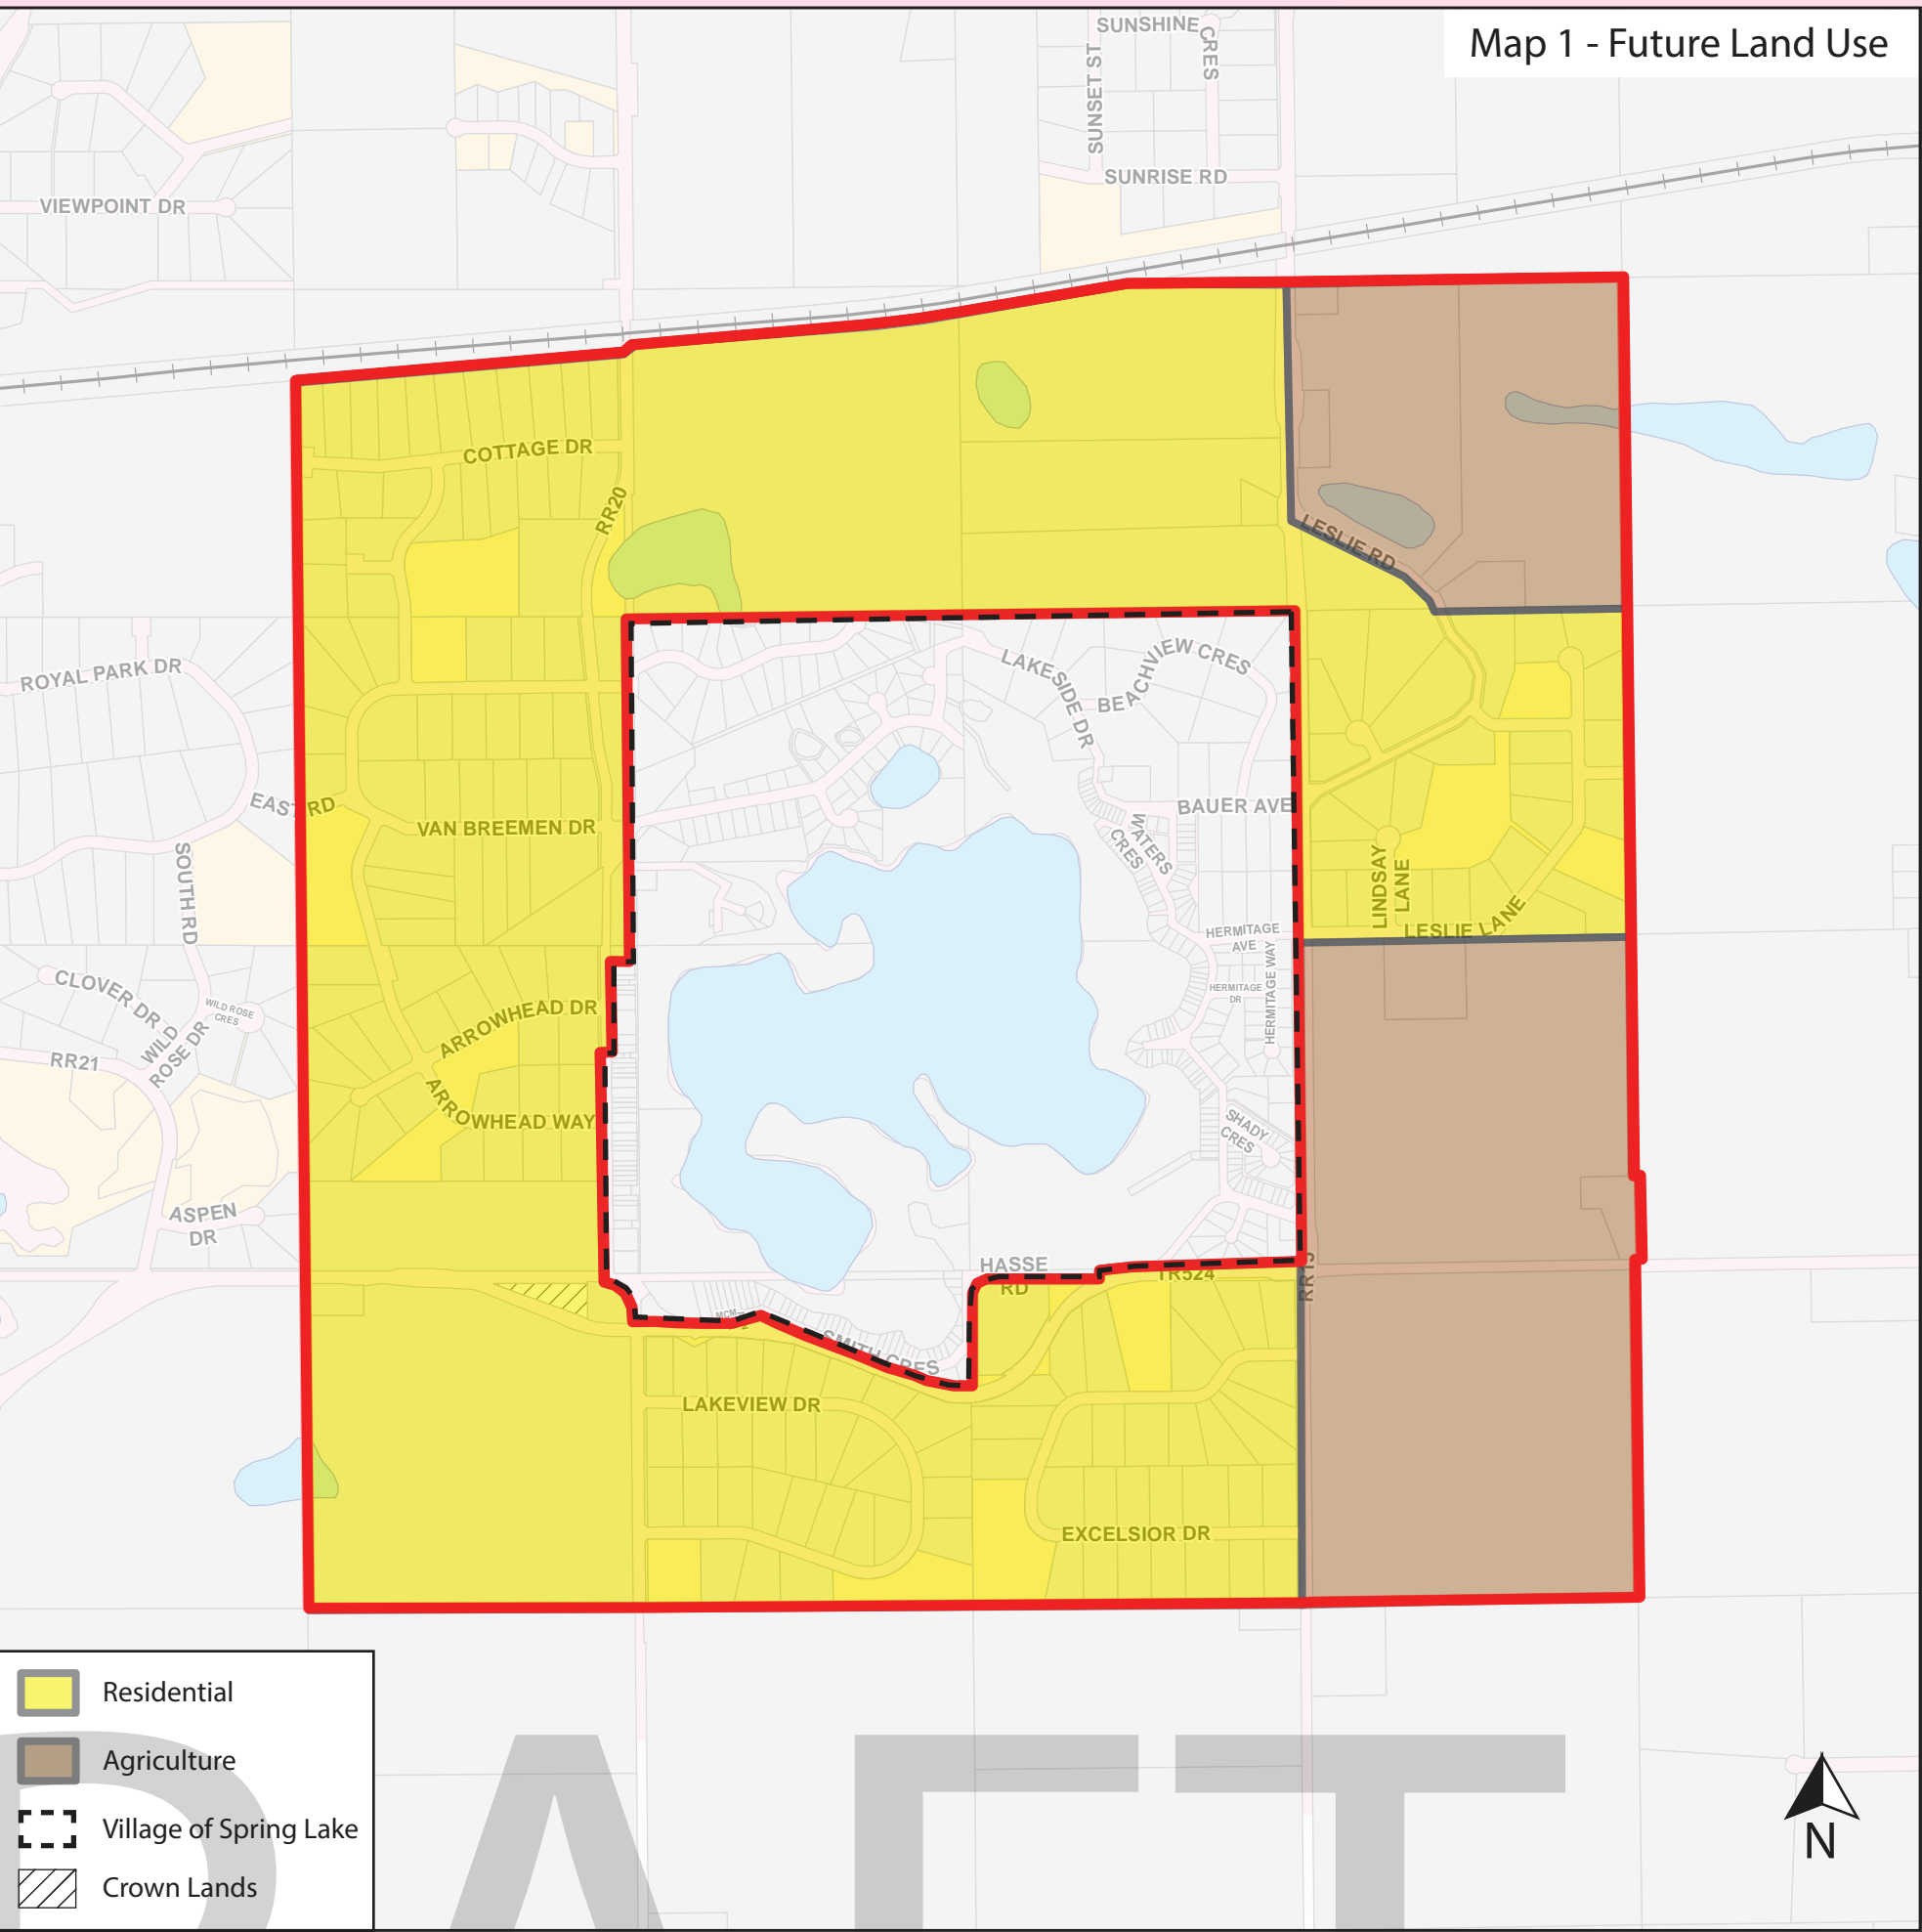 Map 1 - Future Land Use
SUNSHINE
CRES
SUNSET ST
SUNRISE RD
VIEWPOINT DR
COTTAGE DR
RR20
LESLIE RD
ROYAL PARK DR
LAKESIDE DR
BEACHVIEW CRES
EAST RD
VAN BREEMEN DR
BAUER AVE
WATERS
CRES
SOUTH RD
LINDSAY
LANE
LESLIE LANE
HERMITAGE
AVE
HERMITAGE WAY
HERMITAGE
DR
CLOVER DR
WILD ROSE
CRES
WILD
ROSE DR
RR21
ARROWHEAD DR
ARROWHEAD WAY
SHADY
CRES
ASPEN
DR
HASSE
RD
TR524
RR15
SMITH CRES
LAKEVIEW DR
EXCELSIOR DR
Residential
Agriculture
Village of Spring Lake
Crown Lands
N